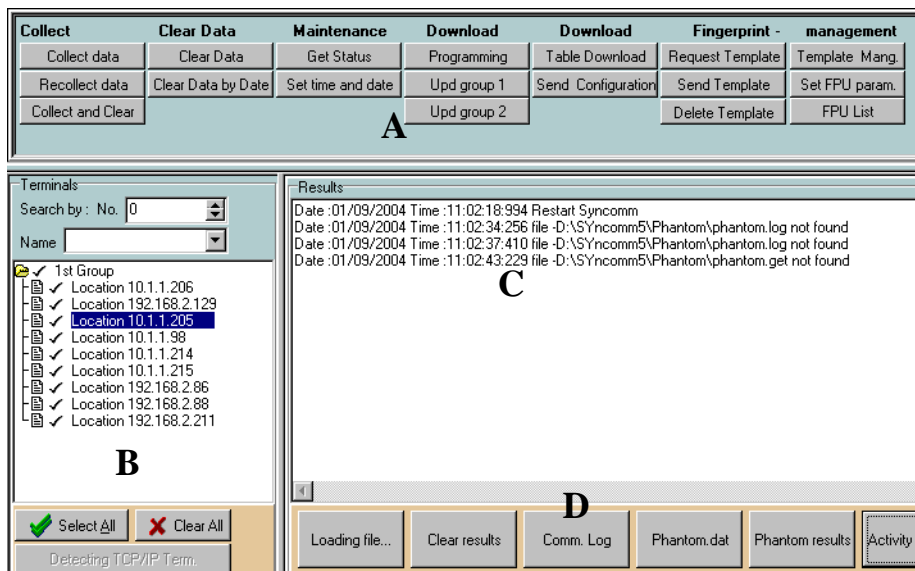 Collect Clear Data Maintenance Download Download Fingerprint - management
Collect data Clear Data Get Status Programming Table Download Request Template Template Mang.
Recollect data Clear Data by Date Set time and date Upd group 1 Send Configuration Send Template Set FPU param.
Collect and Clear Upd group 2 Delete Template FPU List
A
Terminals
Search by : No. 0
Name
1st Group
Location 10.1.1.206
Location 192.168.2.129
Location 10.1.1.205
Location 10.1.1.98
Location 10.1.1.214
Location 10.1.1.215
Location 192.168.2.86
Location 192.168.2.88
Location 192.168.2.211
B
Select All Clear All
Detecting TCP/IP Term.
Results
Date :01/09/2004 Time :11:02:18:994 Restart Syncomm
Date :01/09/2004 Time :11:02:34:256 file -D:\SYncomm5\Phantom\phantom.log not found
Date :01/09/2004 Time :11:02:37:410 file -D:\SYncomm5\Phantom\phantom.log not found
Date :01/09/2004 Time :11:02:43:229 file -D:\SYncomm5\Phantom\phantom.get not found
C
D
Loading file... Clear results Comm. Log Phantom.dat Phantom results Activity